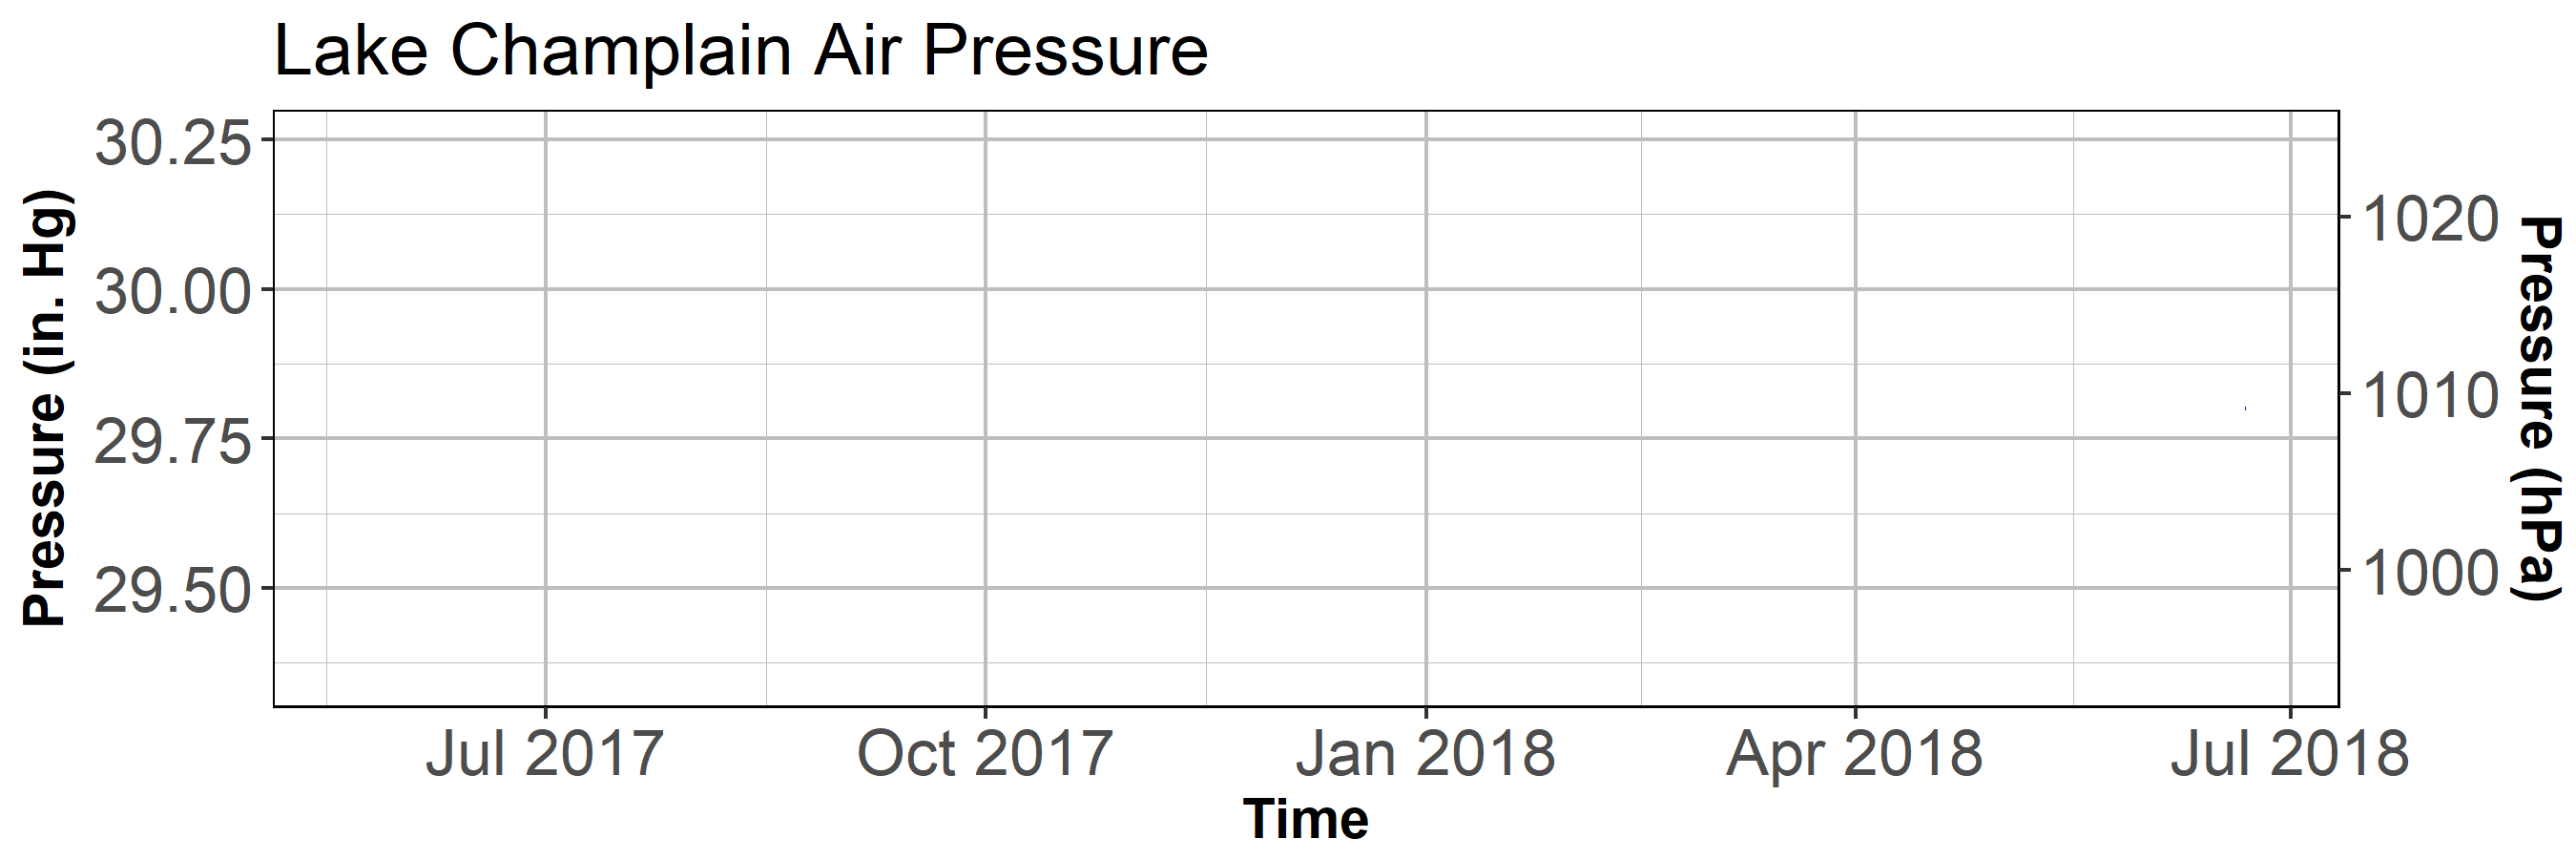 Lake Champlain Air Pressure
30.25
30.00
29.75
29.50
Pressure (in. Hg)
1020
1010
1000
Pressure (hPa)
Jul 2017 Oct 2017 Jan 2018 Apr 2018 Jul 2018
Time